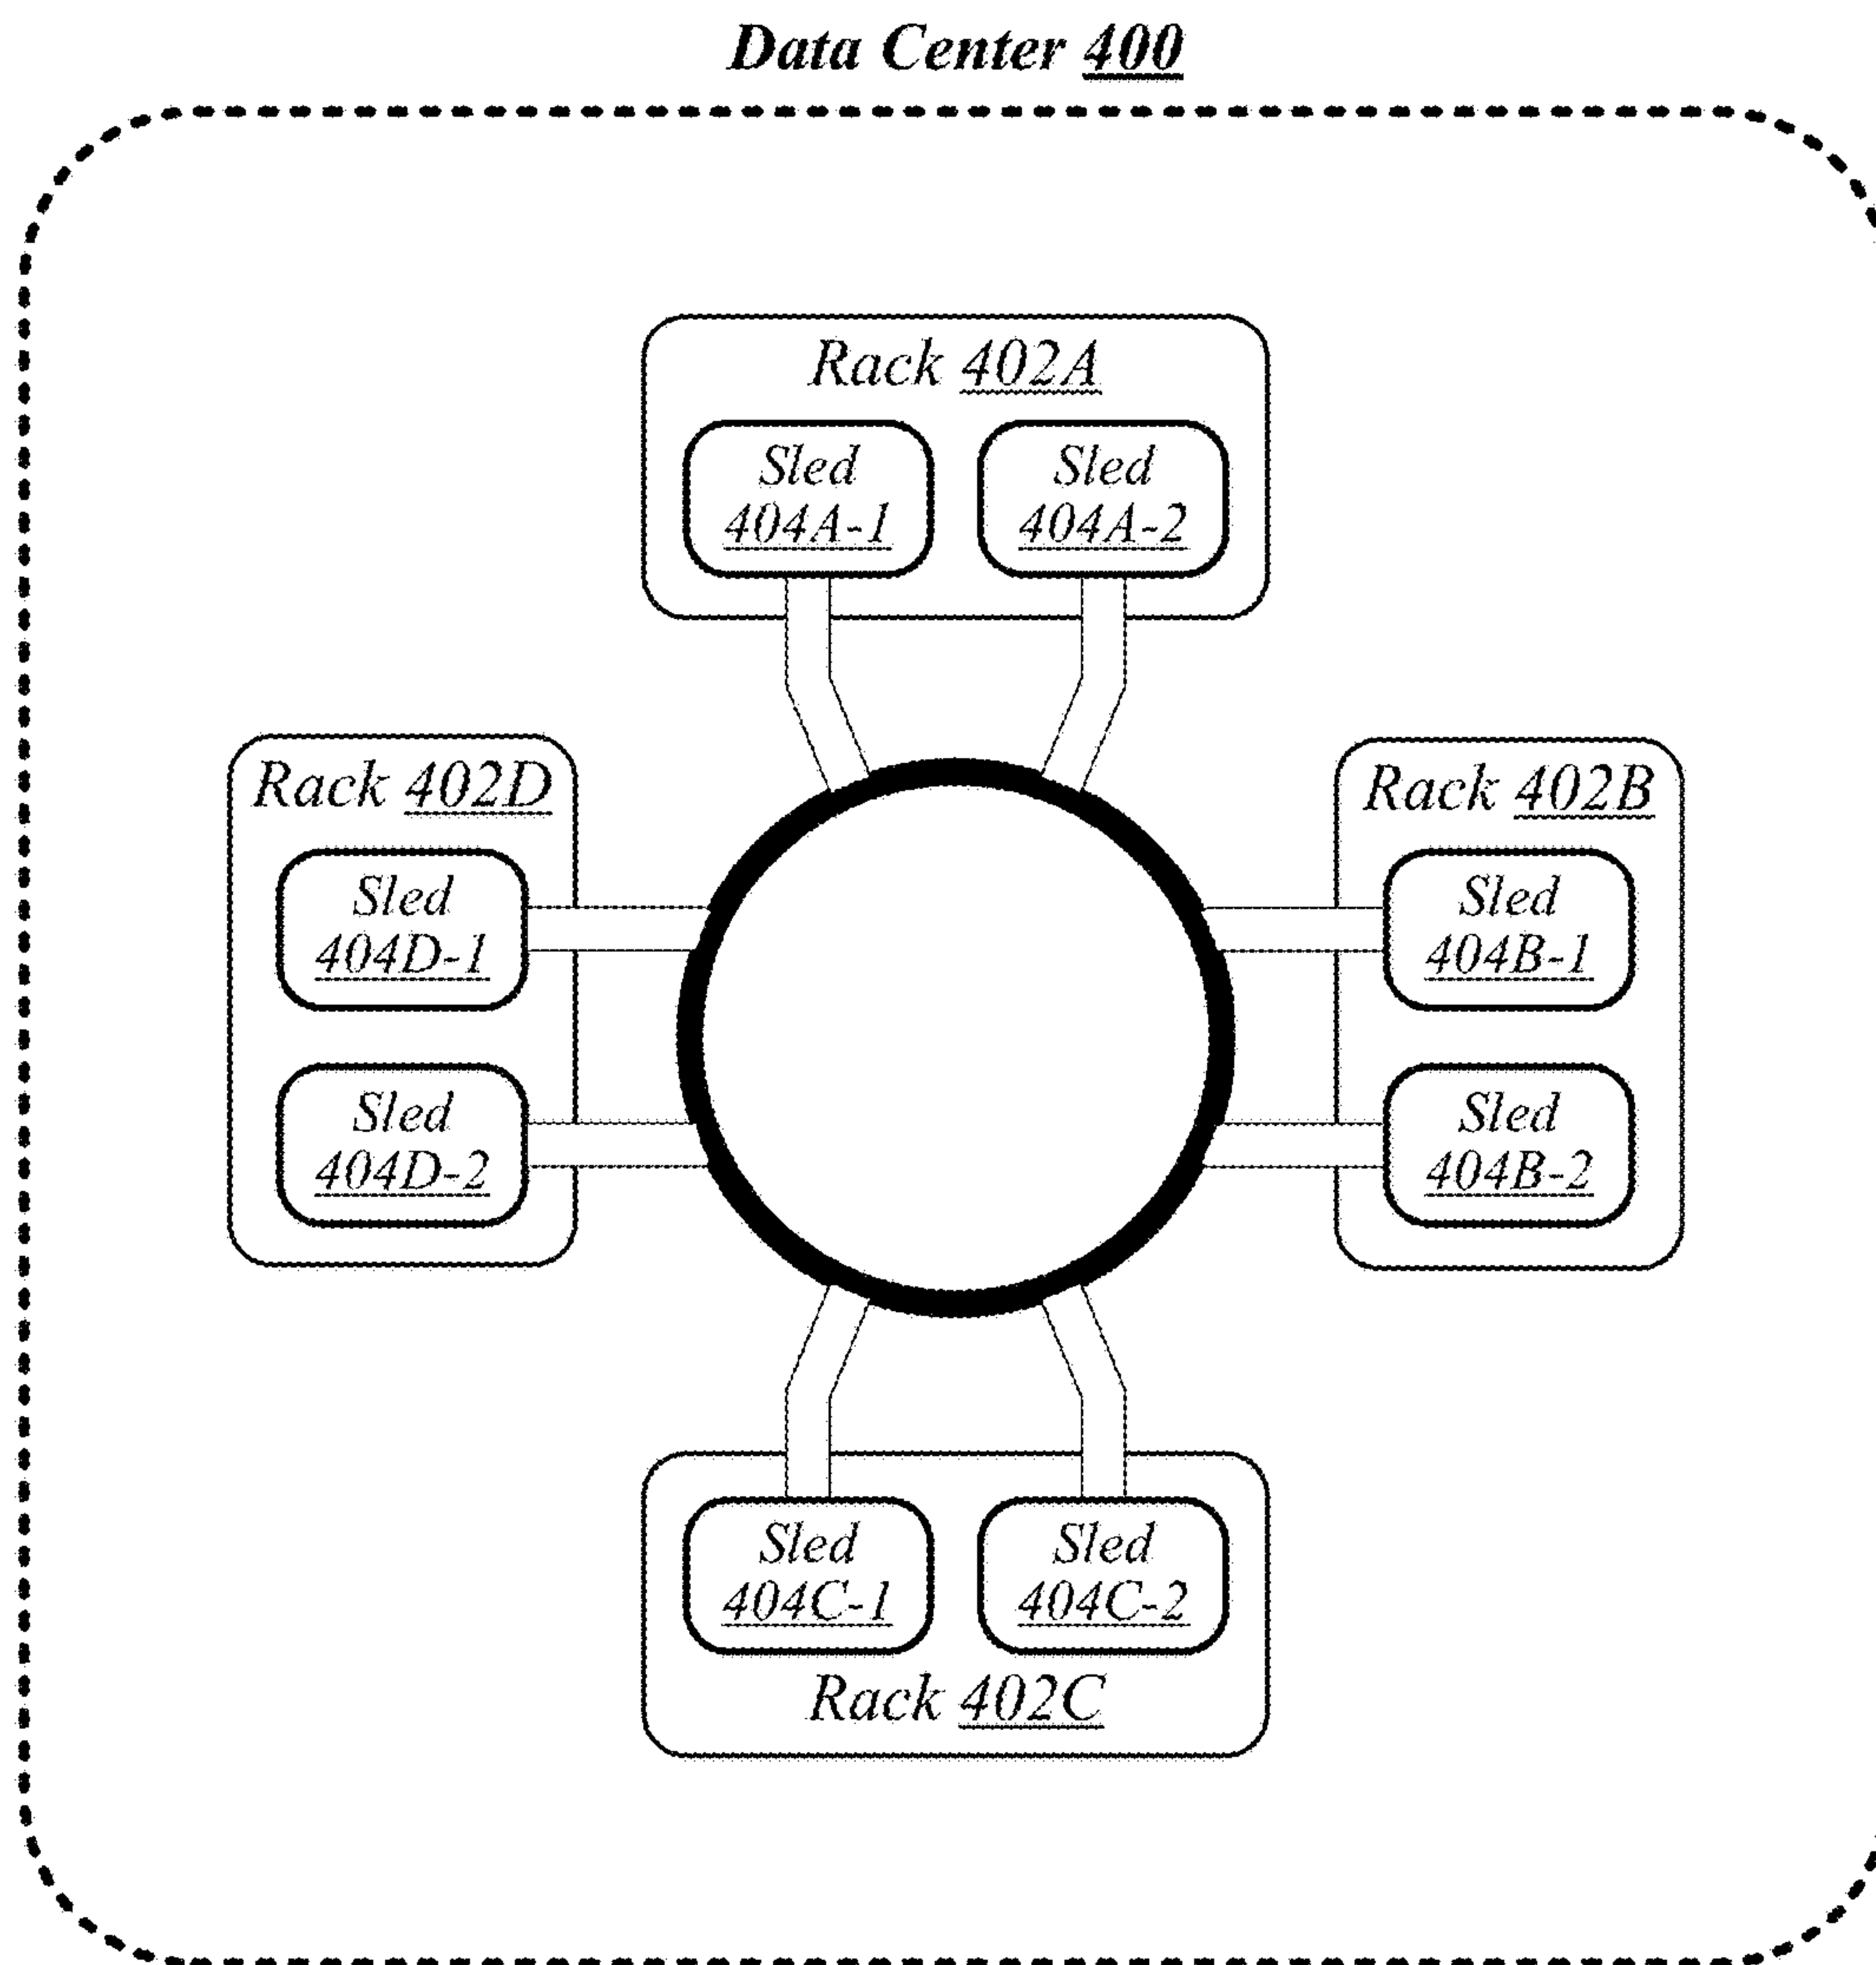 Data Center 400
Rack 402A
Sled
404A-1
Sled
404A-2
Rack 402D
Sled
404D-1
Sled
404D-2
Rack 402B
Sled
404B-1
Sled
404B-2
Sled
404C-1
Sled
404C-2
Rack 402C